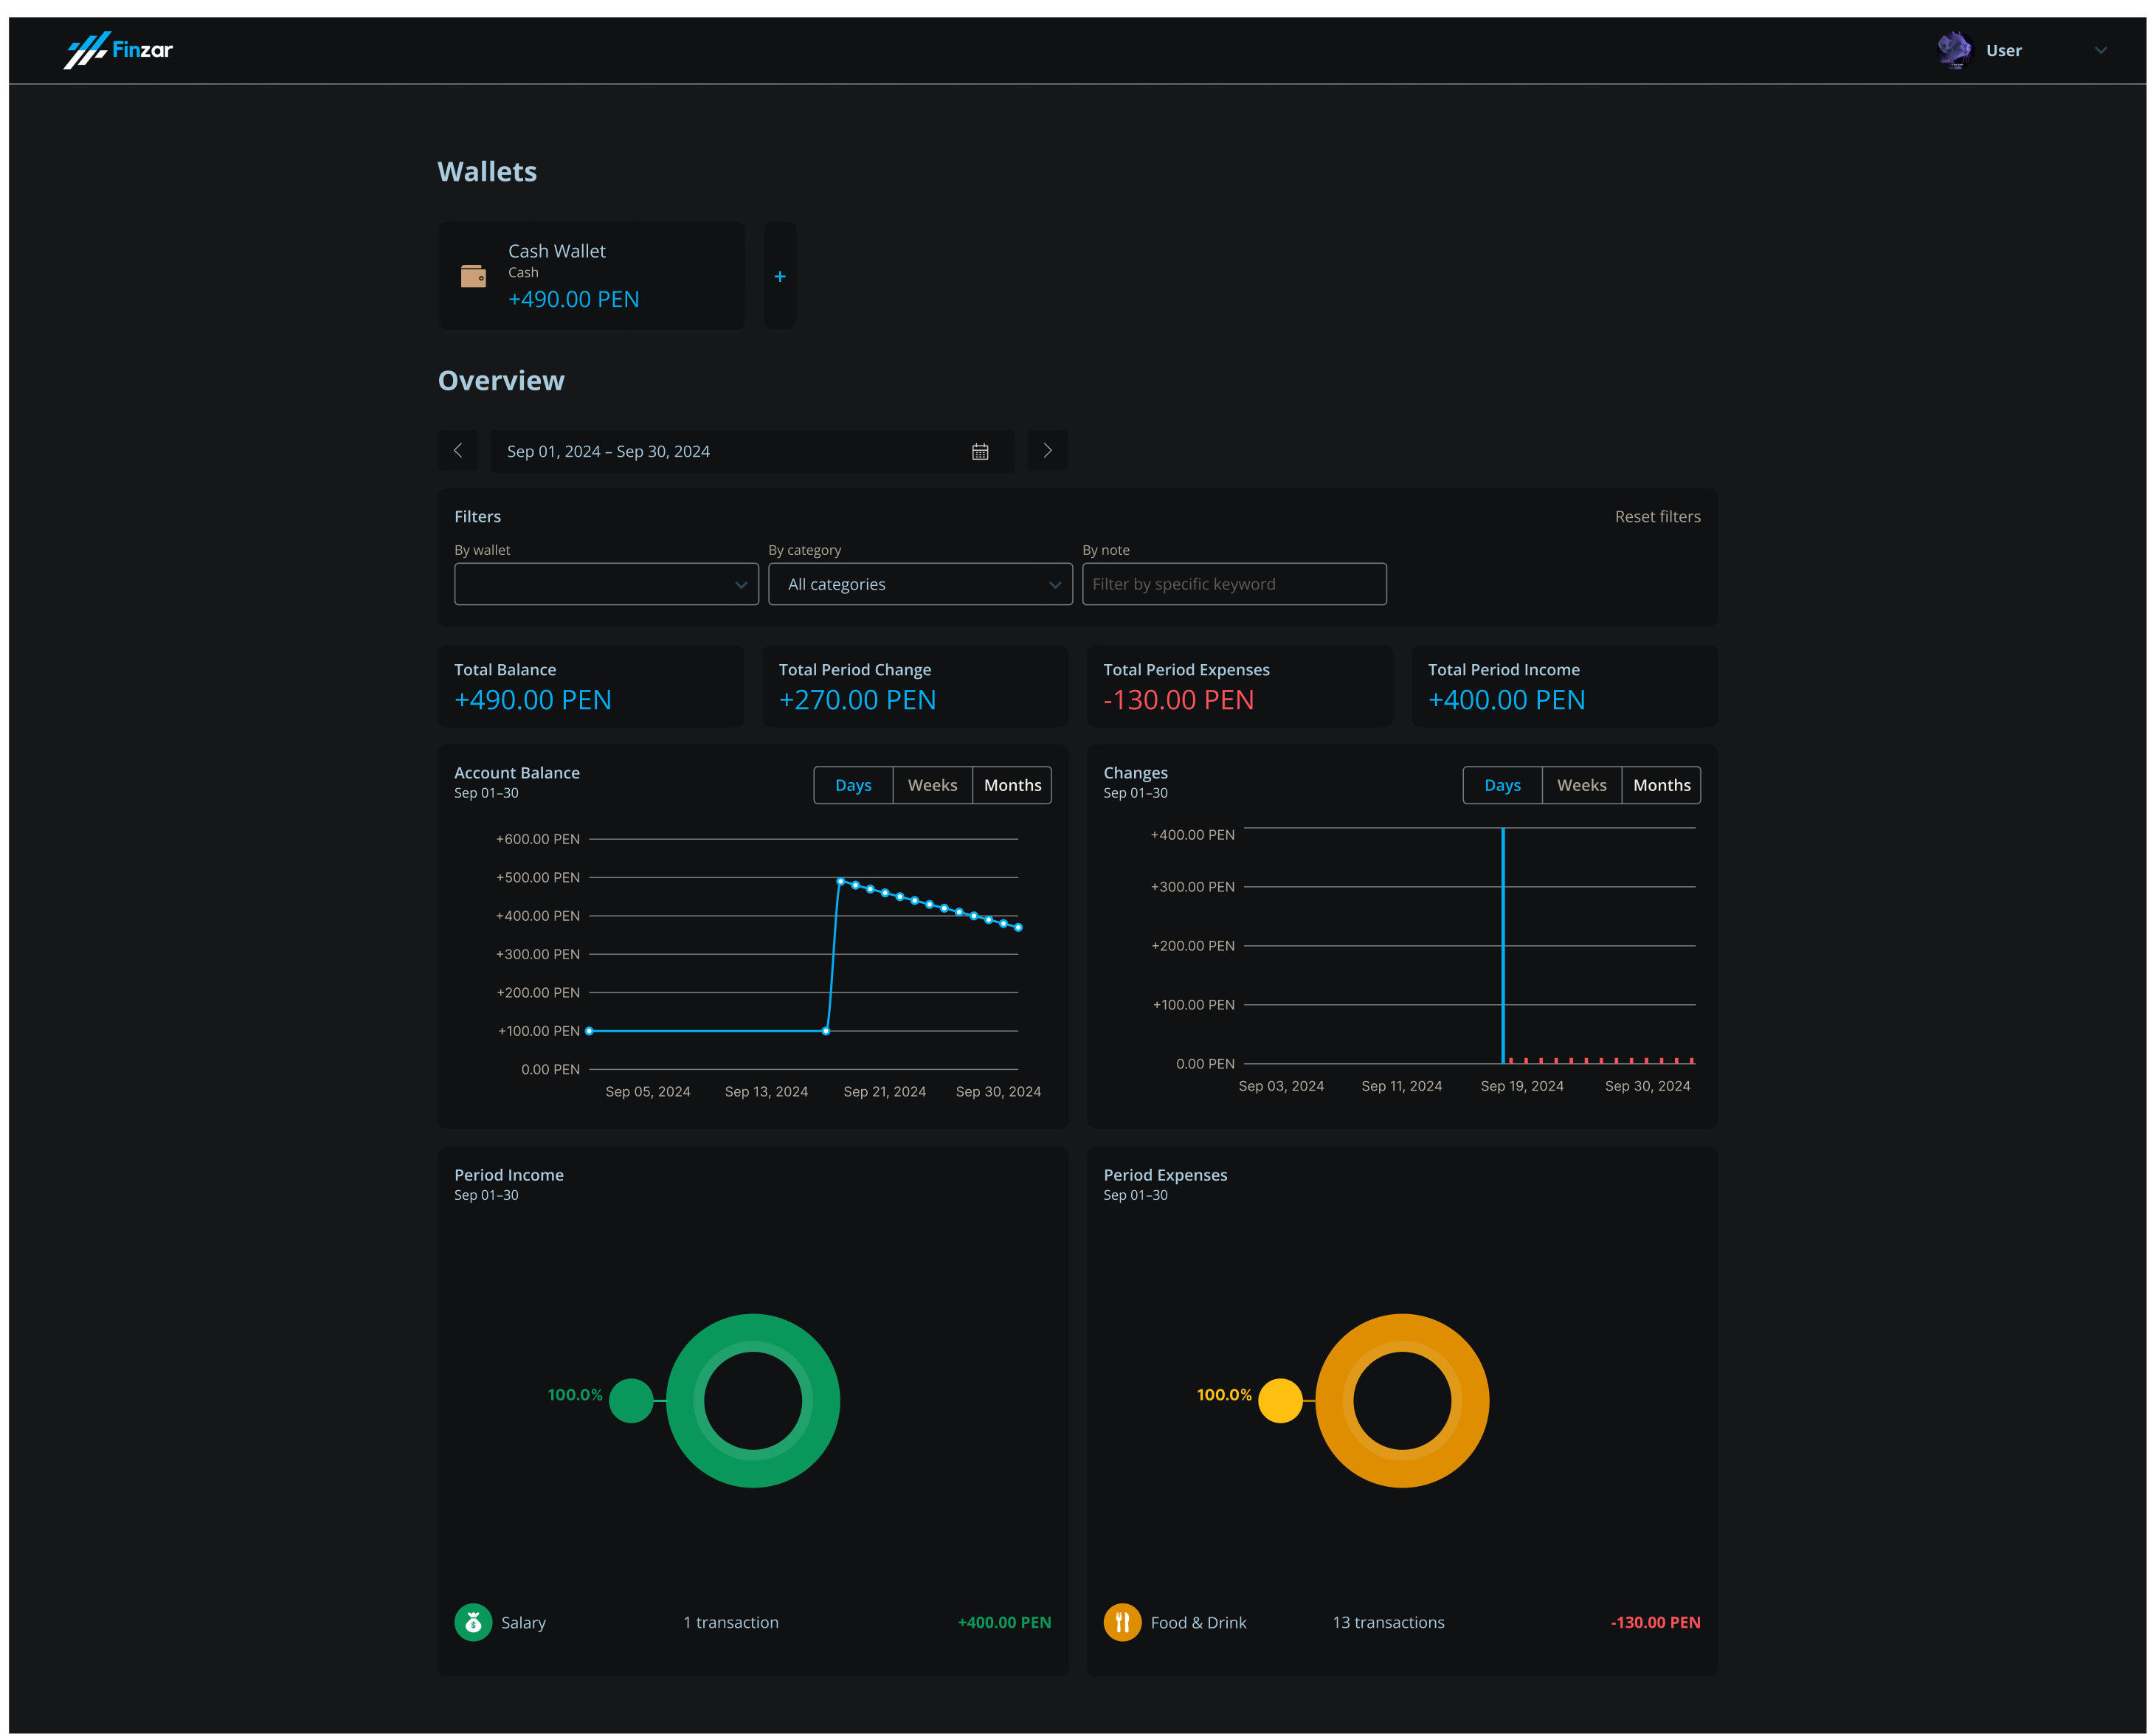 Finzar
User
Wallets
Cash Wallet
Cash
+490.00 PEN
+
Overview
Sep 01, 2024 – Sep 30, 2024
Filters
Reset filters
By wallet
By category
By note
All categories
Filter by specific keyword
Total Balance
+490.00 PEN
Total Period Change
+270.00 PEN
Total Period Expenses
-130.00 PEN
Total Period Income
+400.00 PEN
Account Balance
Sep 01–30
Days
Weeks
Months
+600.00 PEN
+500.00 PEN
+400.00 PEN
+300.00 PEN
+200.00 PEN
+100.00 PEN
0.00 PEN
Sep 05, 2024
Sep 13, 2024
Sep 21, 2024
Sep 30, 2024
Changes
Sep 01–30
Days
Weeks
Months
+400.00 PEN
+300.00 PEN
+200.00 PEN
+100.00 PEN
0.00 PEN
Sep 03, 2024
Sep 11, 2024
Sep 19, 2024
Sep 30, 2024
Period Income
Sep 01–30
100.0%
Salary
1 transaction
+400.00 PEN
Period Expenses
Sep 01–30
100.0%
Food & Drink
13 transactions
-130.00 PEN